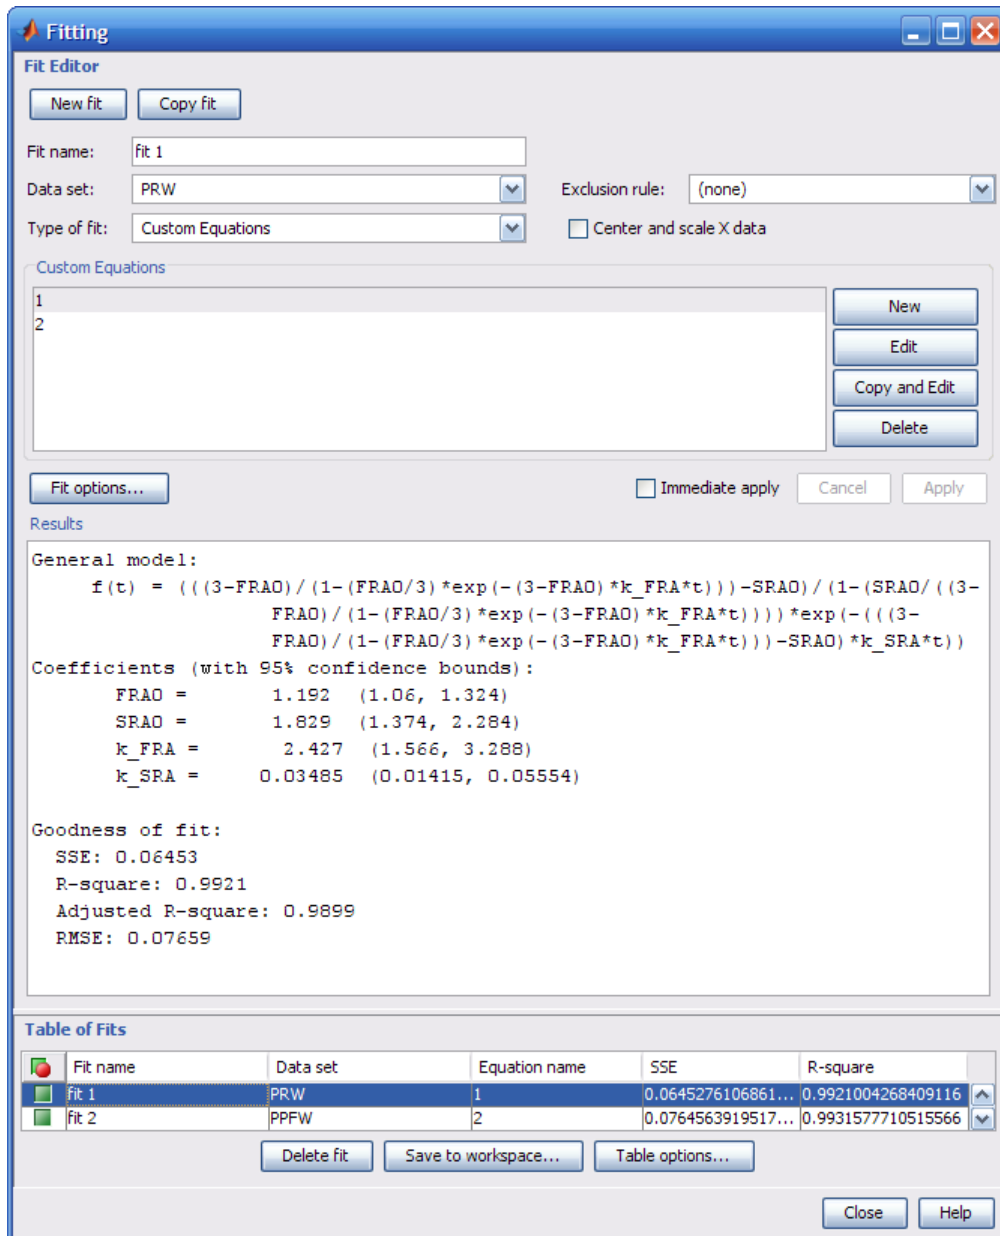 Fitting
Fit Editor
New fit Copy fit
Fit name: fit 1
Data set: PRW Exclusion rule: (none)
Type of fit: Custom Equations Center and scale X data
Custom Equations
1
2
New
Edit
Copy and Edit
Delete
Fit options... Immediate apply Cancel Apply
Results
General model:
f(t) = (((3-FRAO)/(1-(FRAO/3)*exp(-(3-FRAO)*k_FRA*t)))-SRAO)/(1-(SRAO/((3-
FRAO)/(1-(FRAO/3)*exp(-(3-FRAO)*k_FRA*t))))*exp(-(((3-
FRAO)/(1-(FRAO/3)*exp(-(3-FRAO)*k_FRA*t)))-SRAO)*k_SRA*t))
Coefficients (with 95% confidence bounds):
FRAO = 1.192 (1.06, 1.324)
SRAO = 1.829 (1.374, 2.284)
k_FRA = 2.427 (1.566, 3.288)
k_SRA = 0.03485 (0.01415, 0.05554)
Goodness of fit:
SSE: 0.06453
R-square: 0.9921
Adjusted R-square: 0.9899
RMSE: 0.07659
Table of Fits
Fit name Data set Equation name SSE R-square
fit 1 PRW 1 0.0645276106861... 0.9921004268409116
fit 2 PPFW 2 0.0764563919517... 0.9931577710515566
Delete fit Save to workspace... Table options...
Close Help